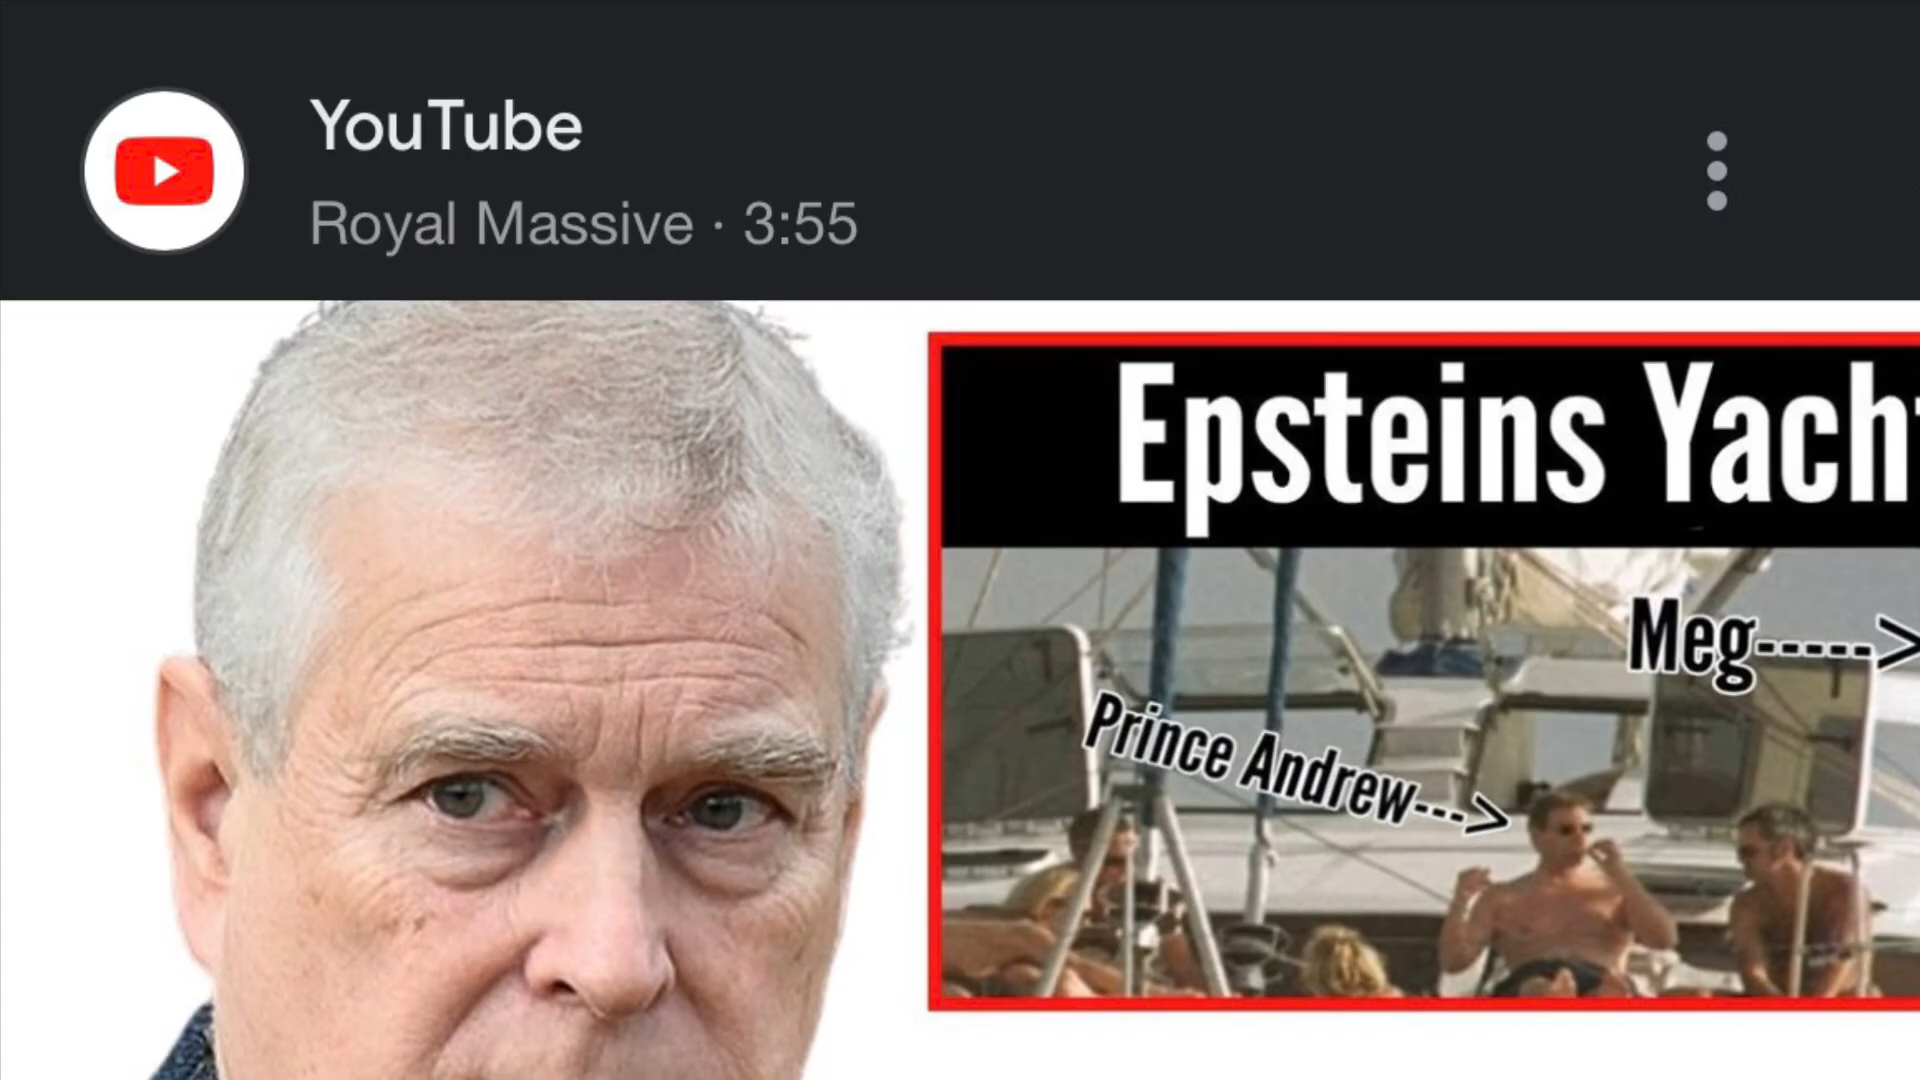 YouTube
Royal Massive · 3:55
Epsteins Yach
Meg----->
Prince Andrew--->